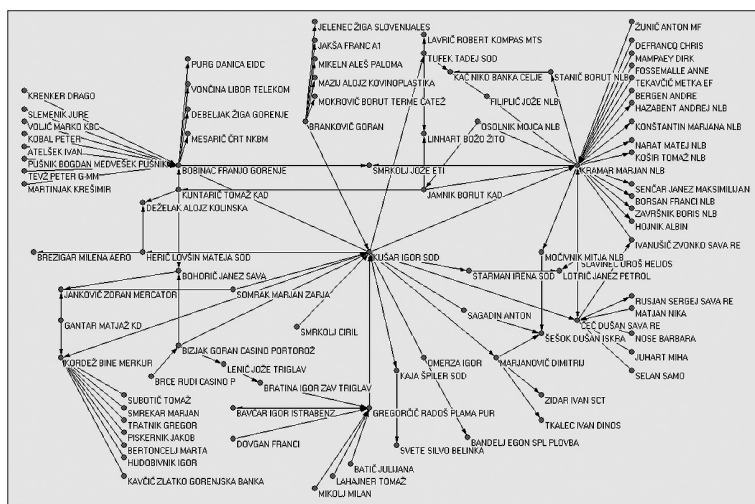 JELENEC ŽIGA SLOVENIJALES
JAKŠA FRANC A1
MIKELN ALEŠ PALOMA
MAZIJ ALOJZ KOVINOPLASTIKA
MOKROVIČ BORUT TERME ČATEŽ
BRANKOVIČ GORAN
LAVRIČ ROBERT KOMPAS MTS
TUFEK TADEJ SOD
KAČ NIKO BANKA CELJE
STANIČ BORUT NLB
FILIPLIČ JOŽE NLB
OSOLNIK MOJCA NLB
LINHART BOŽO ŽITO
ŽUNIČ ANTON MF
DEFRANCQ CHRIS
MAMPAEY DIRK
FOSSEMALLE ANNE
TEKAVČIČ METKA EF
BERGEN ANDRE
HAZABENT ANDREJ NLB
KONSTANTIN MARJANA NLB
NARAT MATEJ NLB
KOŠIR TOMAŽ NLB
KRAMAR MARJAN NLB
SENČAR JANEZ MAKSIMILIJAN
BORSAN FRANCI NLB
ZAVRŠNIK BORIS NLB
HOJNIK ALBIN
IVANUŠIČ ZVONKO SAVA RE
PURG DANICA EIDC
VONČINA LIBOR TELEKOM
DEBELJAK ŽIGA GORENJE
MESARIČ ČRT NKBM
KRENKER DRAGO
SLEMENIK JURE
VOLJČ MARKO KBC
KOBAL PETER
ATELŠEK IVAN
PUŠNIK BOGDAN MEDVEŠEK PUŠNIK
TEVŽ PETER G-MM
MARTINJAK KREŠIMIR
BOBINAC FRANJO GORENJE
SMRKOLJ JOŽE ETI
KUNTARIČ TOMAŽ KAD
JAMNIK BORUT KAD
DEŽELAK ALOJZ KOLINSKA
BREZIGAR MILENA AERO
HERIČ LOVŠIN MATEJA SOD
KUŠAR IGOR SOD
MOČIVNIK MITJA NLB
SLAVINEC UROŠ HELIOS
STARMAN IRENA SOD
LOTRIČ JANEZ PETROL
BOHORIČ JANEZ SAVA
JANKOVIČ ZORAN MERCATOR
SOMRAK MARJAN ZARJA
GANTAR MATJAŽ KD
SMRKOLJ CIRIL
SAGADIN ANTON
RUSJAN SERGEJ SAVA RE
MATJAN NIKA
ČEČ DUŠAN SAVA RE
NOSE BARBARA
JUHART MIHA
SELAN SAMO
ŠEŠOK DUŠAN ISKRA
KORDEŽ BINE MERKUR
BIZJAK GORAN CASINO PORTOROŽ
LENIČ JOŽE TRIGLAV
BRCE RUDI CASINO P
BRATINA IGOR ZAV TRIGLAV
OMERZA IGOR
KAJA ŠPILER SOD
MARJANOVIČ DIMITRIJ
ZIDAR IVAN SCT
TKALEC IVAN DINOS
SUBOTIČ TOMAŽ
SMREKAR MARJAN
TRATNIK GREGOR
PISKERNIK JAKOB
BERTONCELJ MARTA
HUDOBIVNIK IGOR
KAVČIČ ZLATKO GORENJSKA BANKA
BAVČAR IGOR ISTRABENZ
DOVGAN FRANCI
GREGORČIČ RADOŠ PLAMA PUR
SVETE SILVO BELINKA
BANDELJ EGON SPL PLOVBA
BATIČ JULIJANA
LAHAJNER TOMAŽ
MIKOLJ MILAN